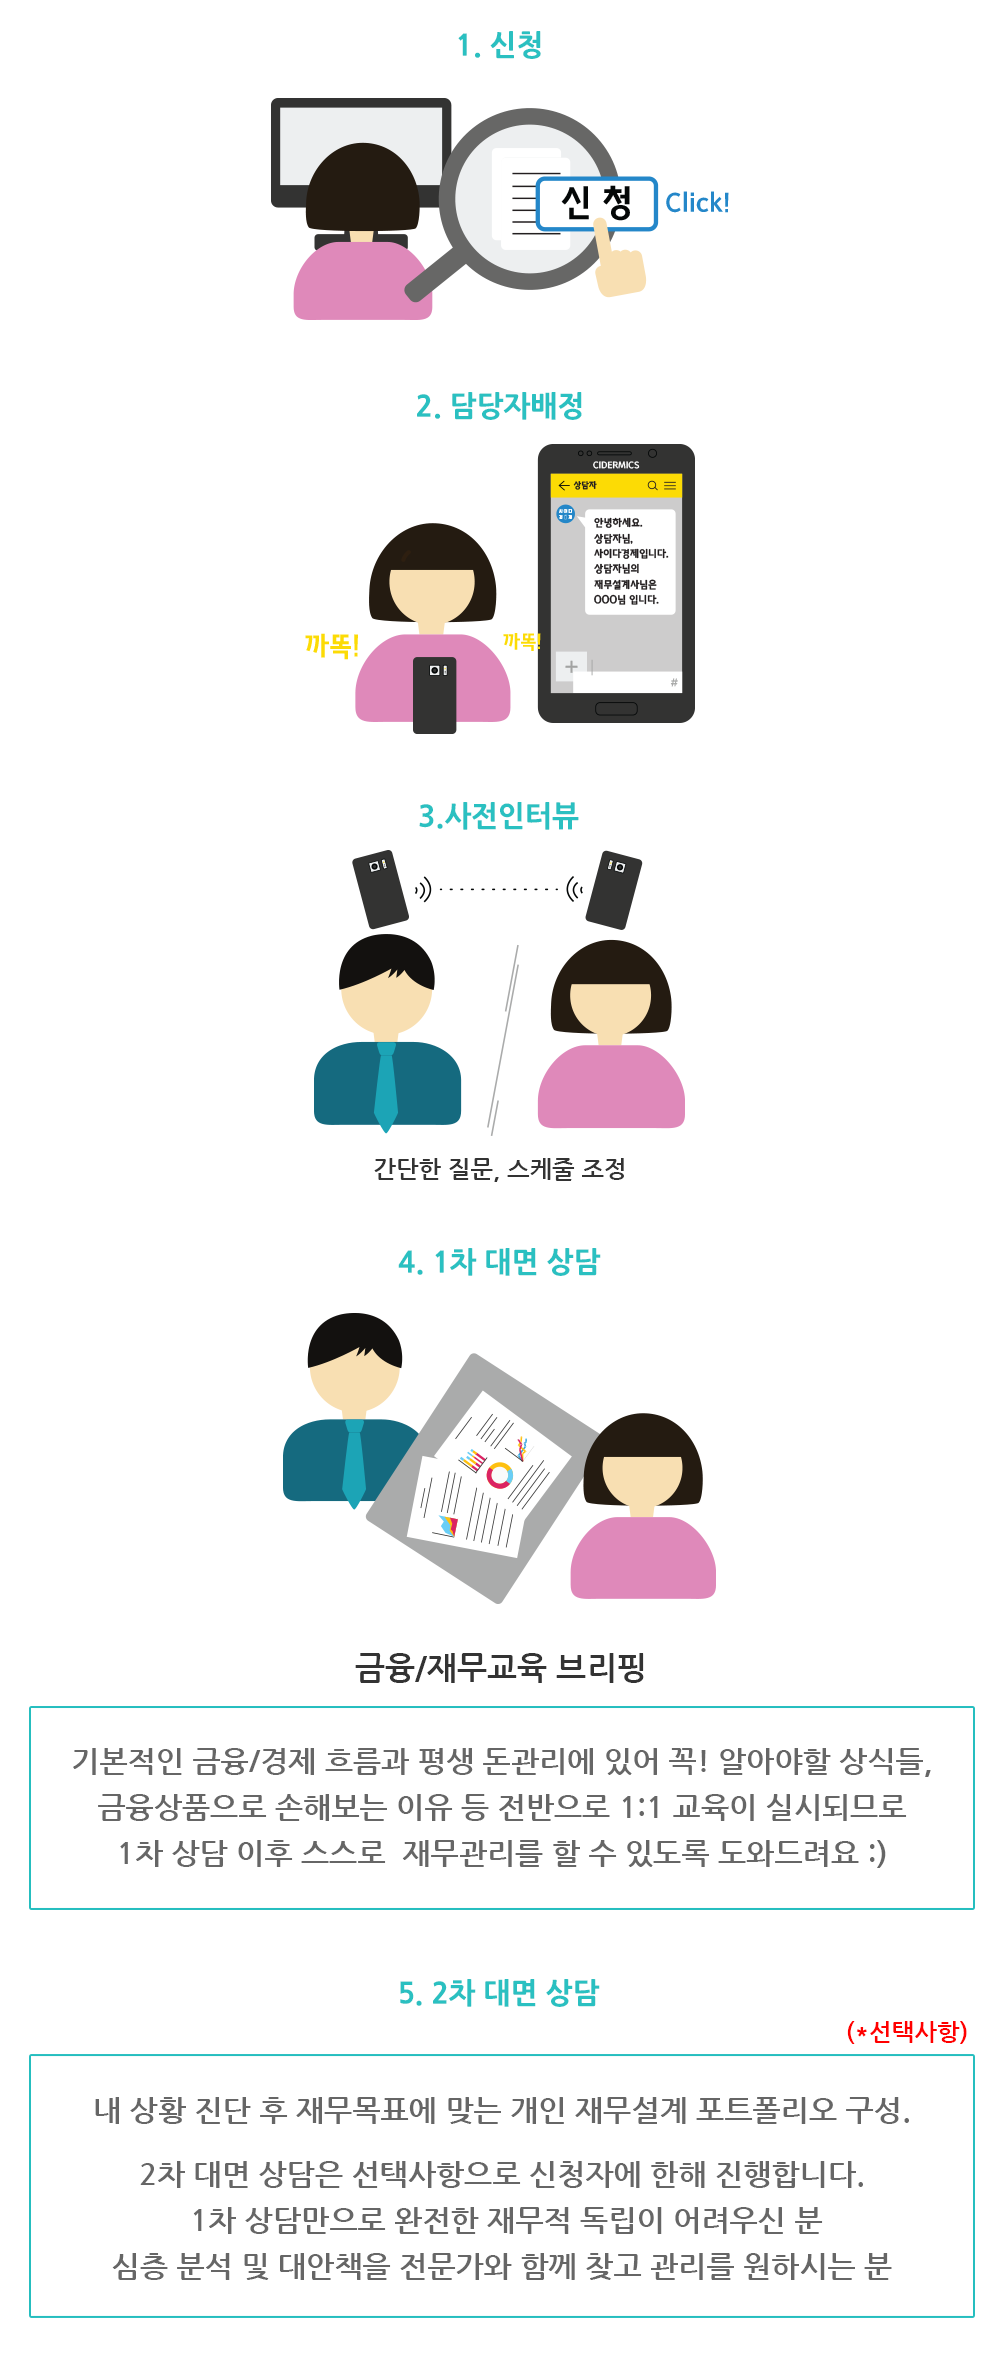 1. 신청
신 청
Click!
2. 담당자배정
CIDERMICS
상담자
안녕하세요.
상담자님,
사이다경제입니다.
상담자님의
재무설계사님은
OOO님 입니다.
까똑!
까똑!
+
#
3.사전인터뷰
간단한 질문, 스케줄 조정
4. 1차 대면 상담
금융/재무교육 브리핑
기본적인 금융/경제 흐름과 평생 돈관리에 있어 꼭! 알아야할 상식들,
금융상품으로 손해보는 이유 등 전반으로 1:1 교육이 실시되므로
1차 상담 이후 스스로 재무관리를 할 수 있도록 도와드려요 :)
5. 2차 대면 상담
(*선택사항)
내 상황 진단 후 재무목표에 맞는 개인 재무설계 포트폴리오 구성.
2차 대면 상담은 선택사항으로 신청자에 한해 진행합니다.
1차 상담만으로 완전한 재무적 독립이 어려우신 분
심층 분석 및 대안책을 전문가와 함께 찾고 관리를 원하시는 분